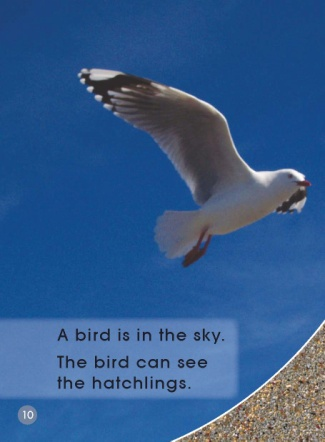 A bird is in the sky.
The bird can see
the hatchlings.
10